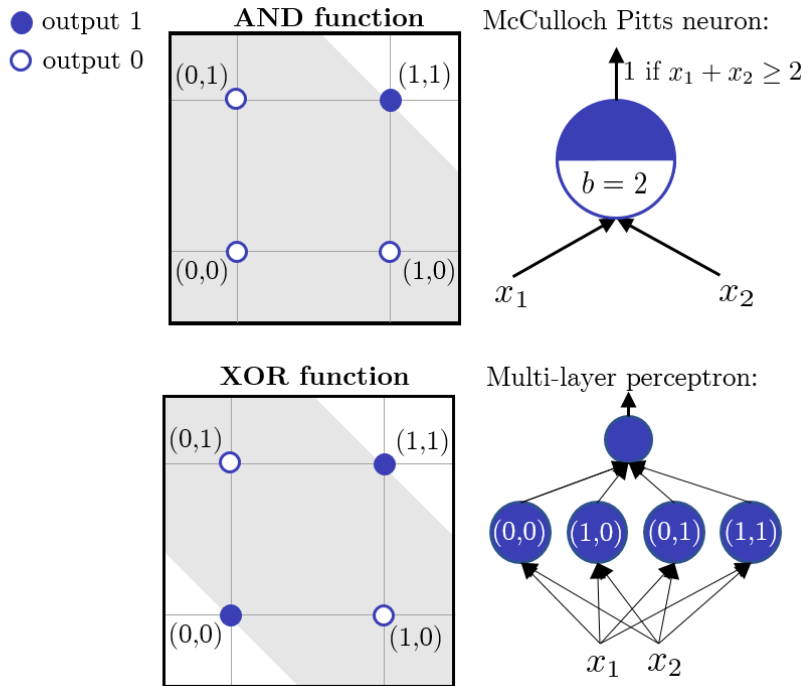 output 1
output 0
AND function
(0,1)
(1,1)
(0,0)
(1,0)
McCulloch Pitts neuron:
1 if x₁ + x₂ ≥ 2
b = 2
x₁
x₂
XOR function
(0,1)
(1,1)
(0,0)
(1,0)
Multi-layer perceptron:
(0,0) (1,0) (0,1) (1,1)
x₁ x₂